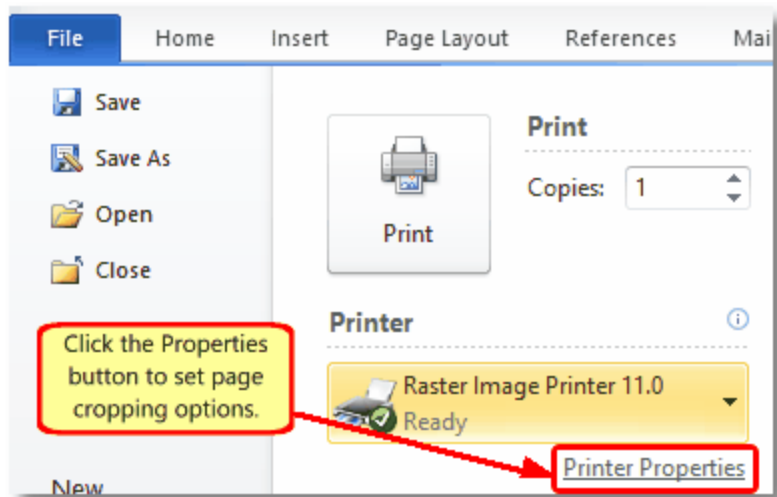 File Home Insert Page Layout References Mai
Save
Save As
Open
Close
Print
Print
Copies: 1
Printer
Raster Image Printer 11.0
Ready
Printer Properties
Click the Properties
button to set page
cropping options.
New